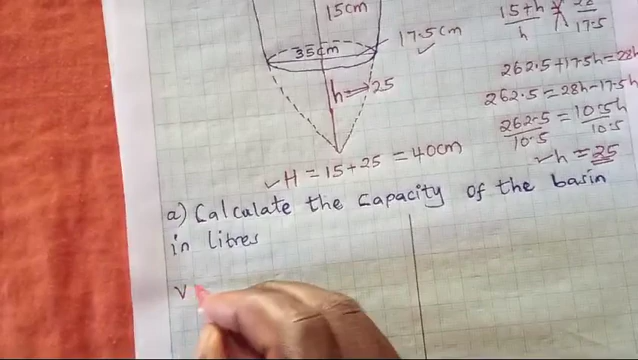 15cm
35cm
17.5cm
h → 25
15+h
h
17.5
262.5+17.5h=28h
262.5=28h-17.5h
262.5 = 10.5h
10.5 10.5
✓h = 25
✓H = 15+25 = 40cm
a) Calculate the Capacity of the basin
in litres
V